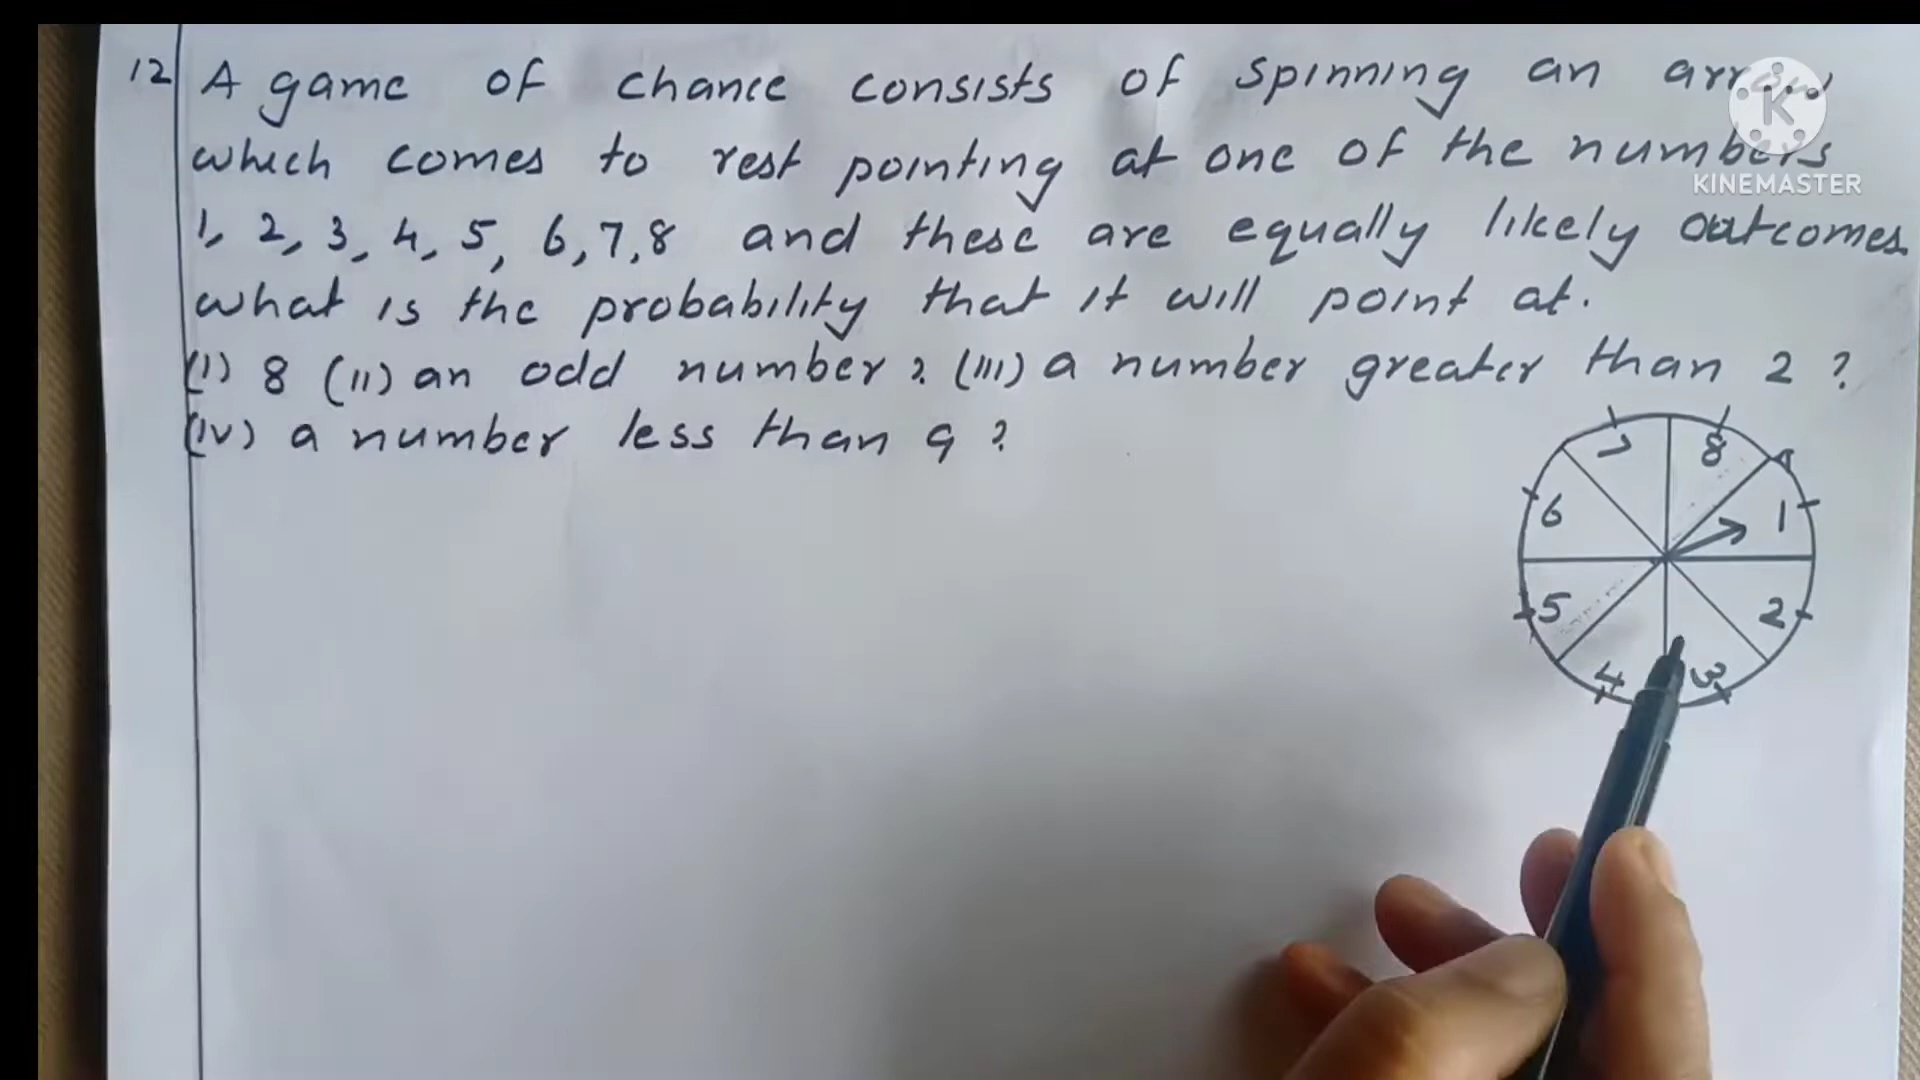 12 A game of chance consists of spinning an arrow,
which comes to rest pointing at one of the numbers
1, 2, 3, 4, 5, 6, 7, 8 and these are equally likely outcomes
what is the probability that it will point at.
(i) 8 (ii) an odd number ? (iii) a number greater than 2 ?
(iv) a number less than 9 ?
7 8
6 1
5 2
4 3
K
KINEMASTER